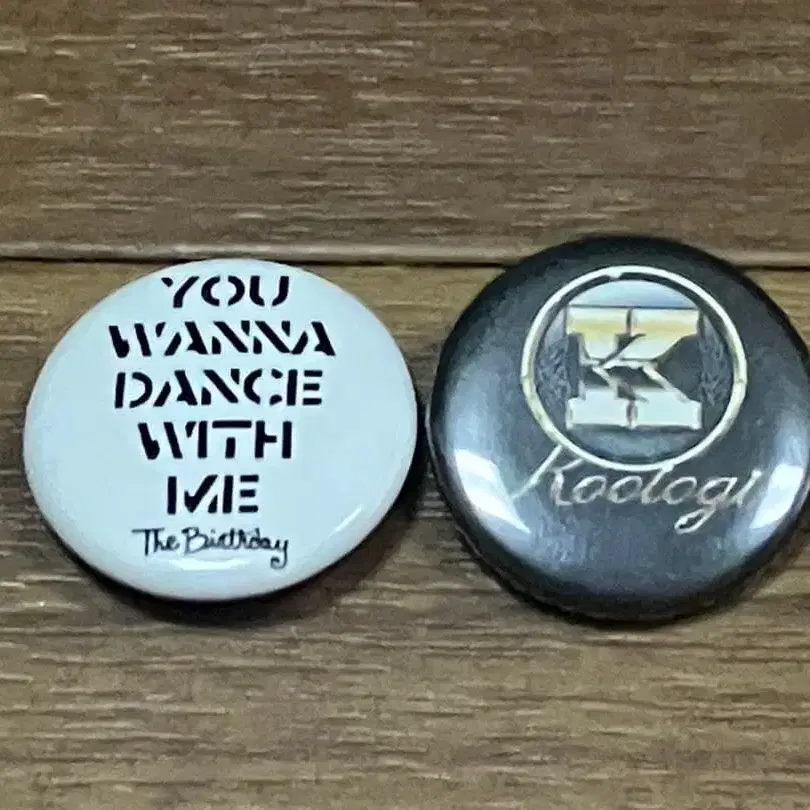 YOU
WANNA
DANCE
WITH
ME
The Birthday
K
Koologi